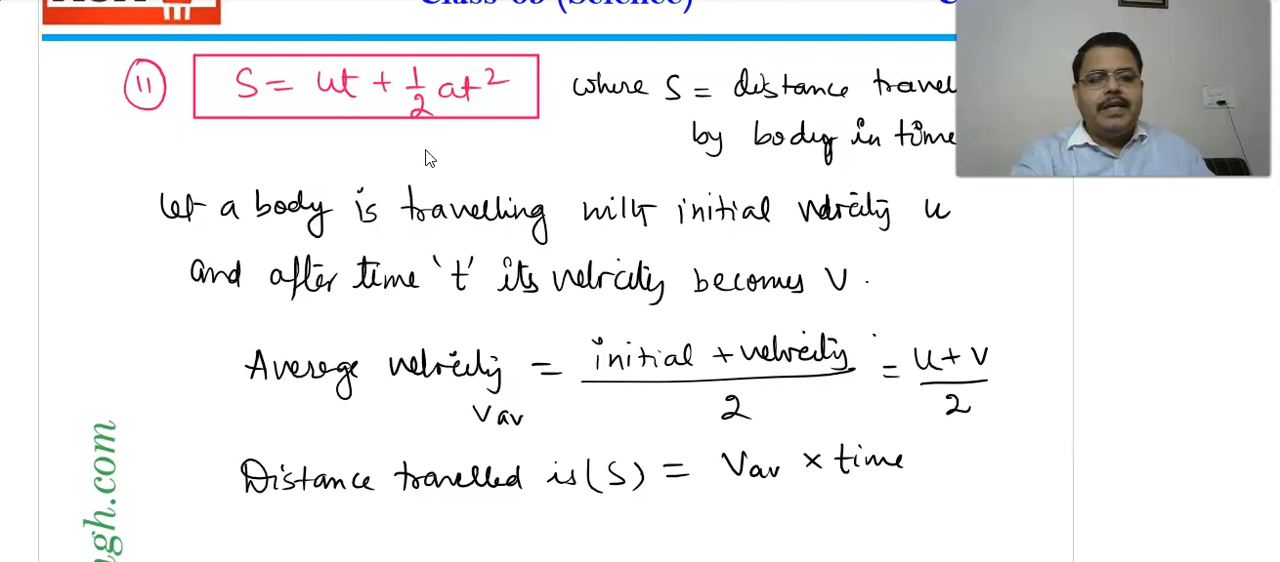 Class-09 (Science)
(11) S = ut + 1/2 at² where S = distance travel
by body in time
Let a body is travelling with initial velocity u
and after time 't' its velocity becomes V.
Average velocity = initial + velocity / 2 = u + v / 2
Vav
Distance travelled is (S) = Vav × time
ngh.com